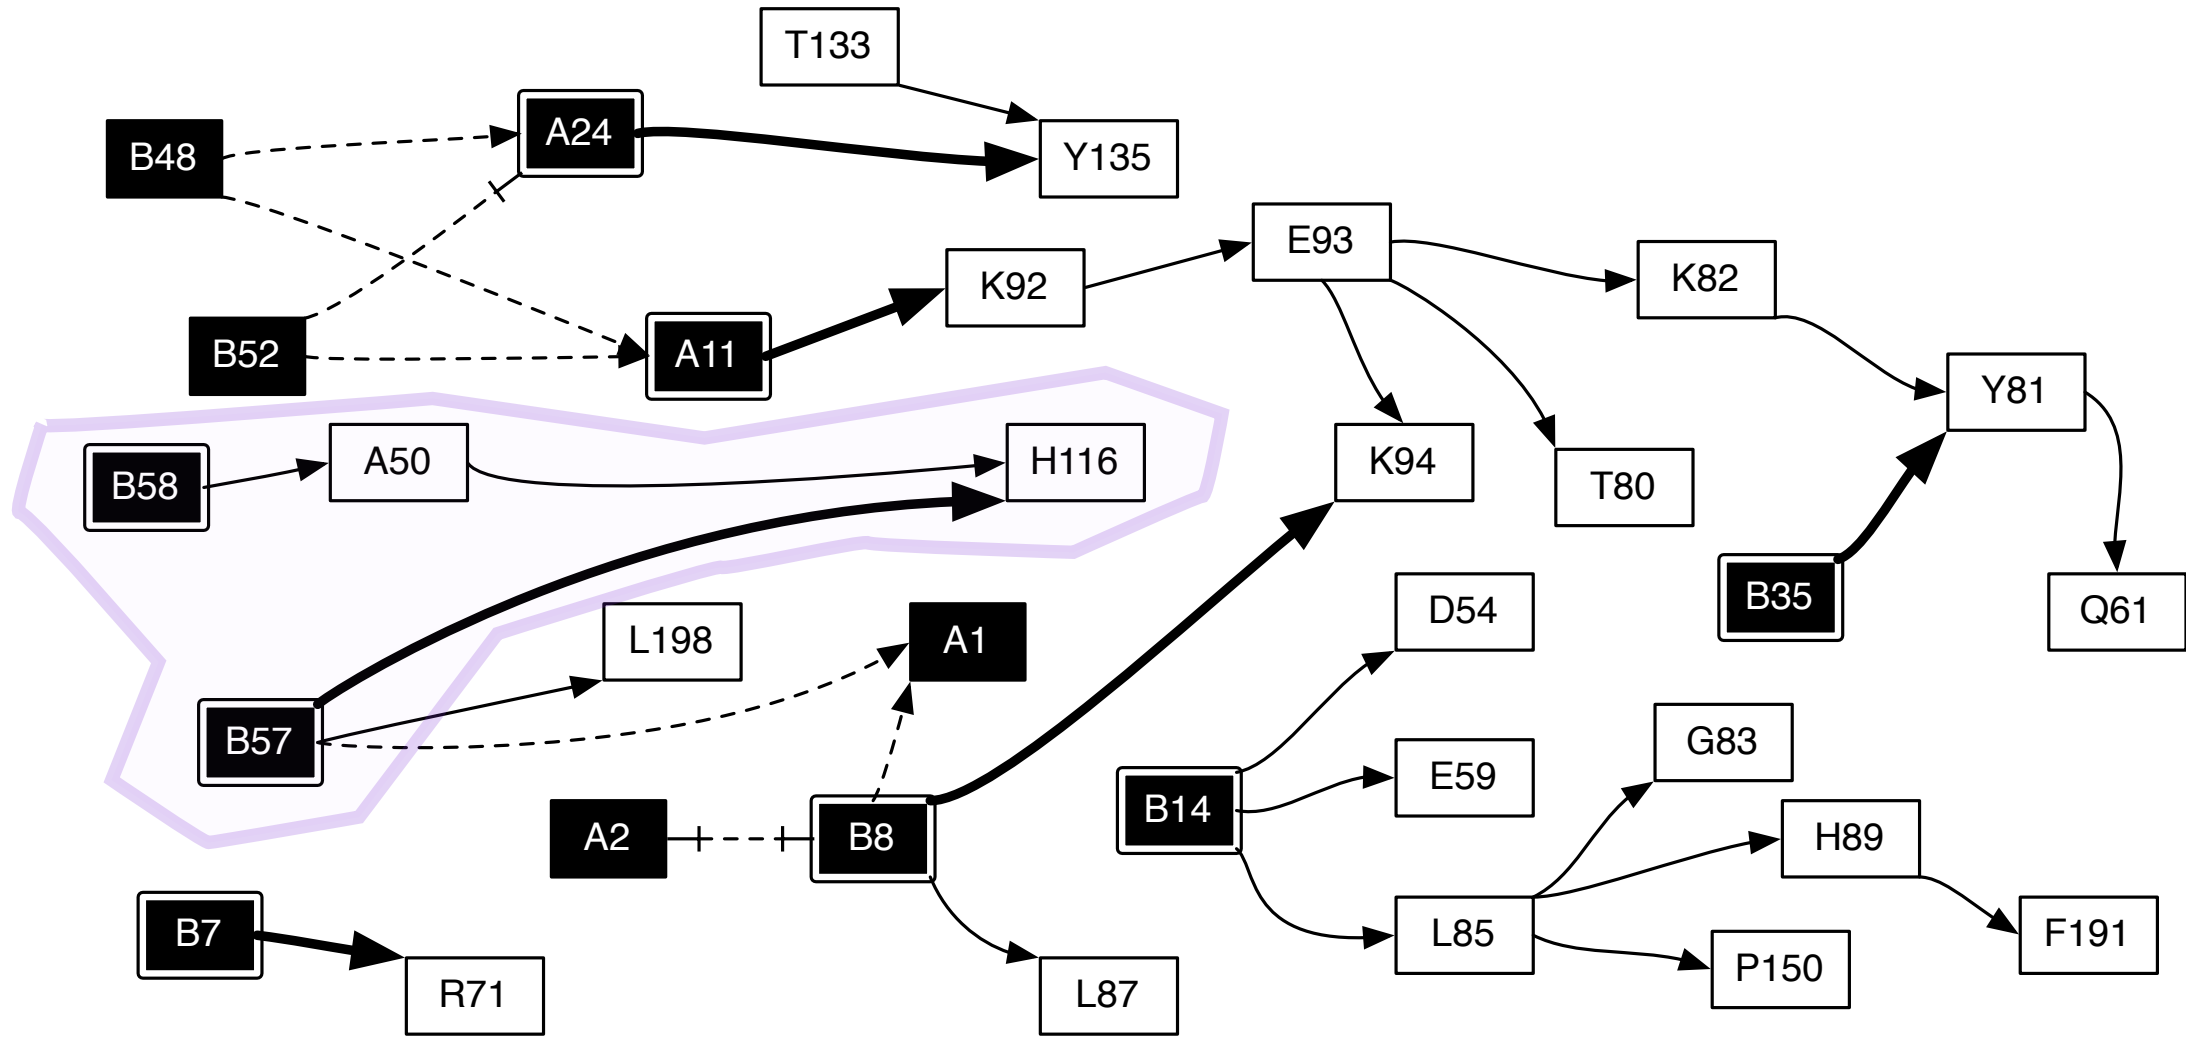 T133
B48
A24
Y135
E93
K92
K82
B52
A11
Y81
B58
A50
H116
K94
T80
B35
Q61
D54
L198
A1
B57
G83
E59
B14
A2
B8
H89
B7
L85
F191
P150
R71
L87